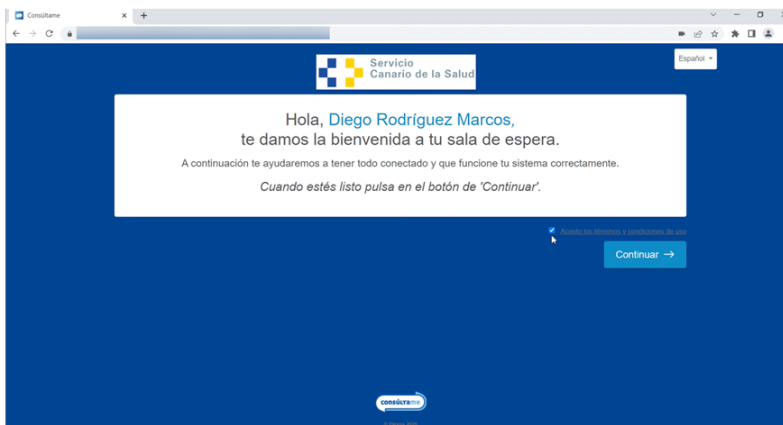 Consúltame
Español
Servicio
Canario de la Salud
Hola, Diego Rodríguez Marcos,
te damos la bienvenida a tu sala de espera.
A continuación te ayudaremos a tener todo conectado y que funcione tu sistema correctamente.
Cuando estés listo pulsa en el botón de 'Continuar'.
Acepto los términos y condiciones de uso
Continuar →
consúltame